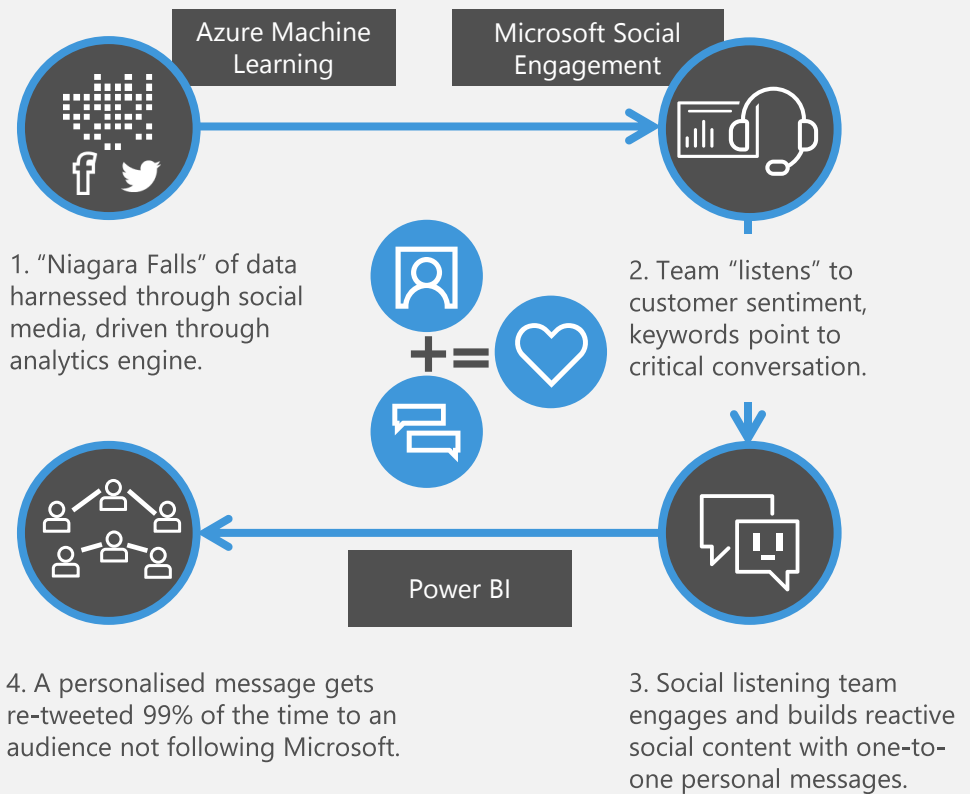 Azure Machine
Learning
Microsoft Social
Engagement
1. “Niagara Falls” of data
harnessed through social
media, driven through
analytics engine.
2. Team “listens” to
customer sentiment,
keywords point to
critical conversation.
Power BI
4. A personalised message gets
re-tweeted 99% of the time to an
audience not following Microsoft.
3. Social listening team
engages and builds reactive
social content with one-to-
one personal messages.